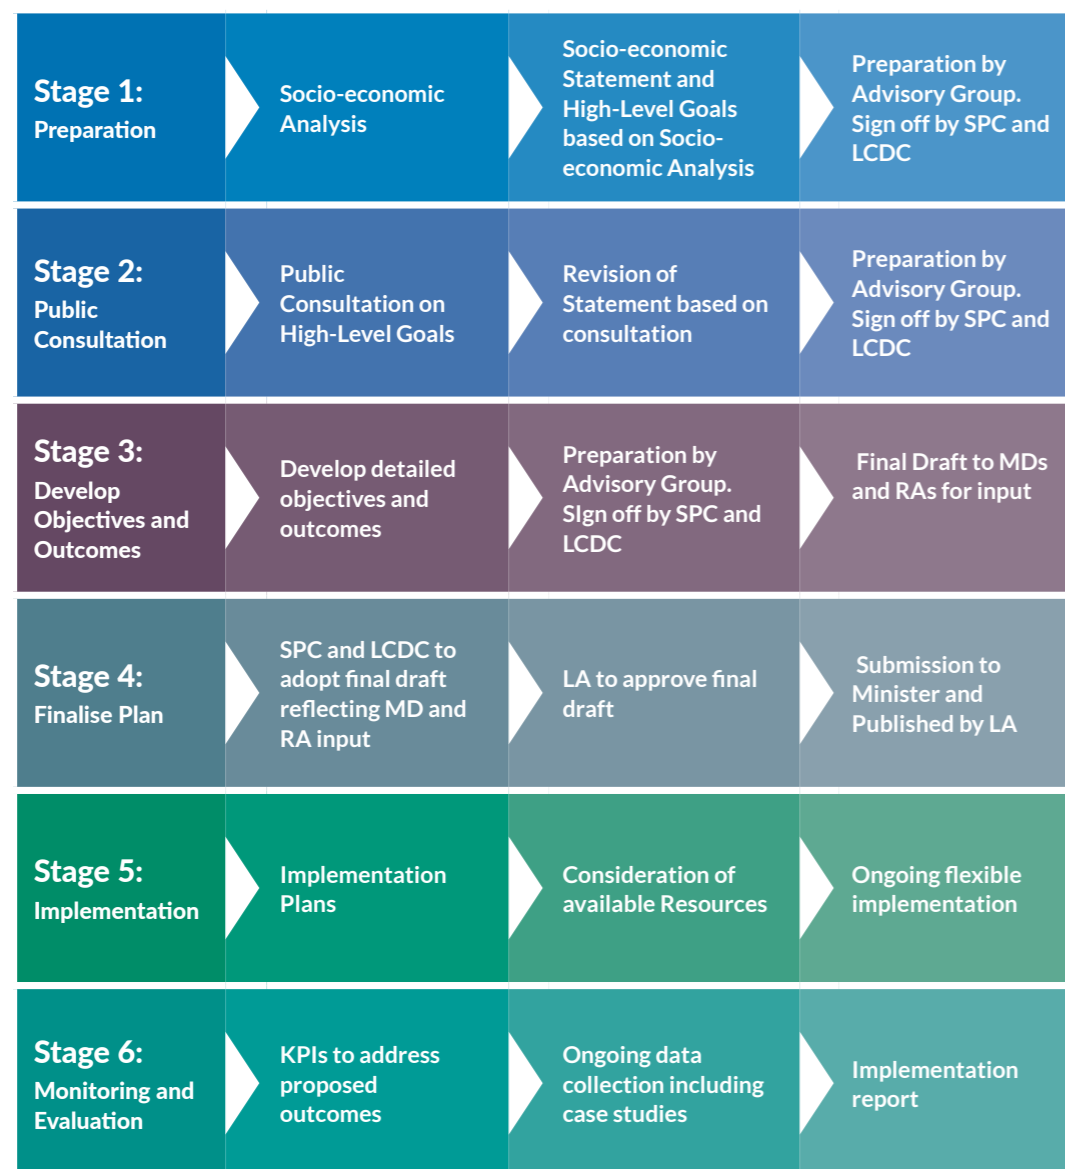 Stage 1:
Preparation
Socio-economic
Analysis
Socio-economic
Statement and
High-Level Goals
based on Socio-
economic Analysis
Preparation by
Advisory Group.
Sign off by SPC and
LCDC
Stage 2:
Public
Consultation
Public
Consultation on
High-Level Goals
Revision of
Statement based on
consultation
Preparation by
Advisory Group.
Sign off by SPC and
LCDC
Stage 3:
Develop
Objectives and
Outcomes
Develop detailed
objectives and
outcomes
Preparation by
Advisory Group.
SIgn off by SPC and
LCDC
Final Draft to MDs
and RAs for input
Stage 4:
Finalise Plan
SPC and LCDC to
adopt final draft
reflecting MD and
RA input
LA to approve final
draft
Submission to
Minister and
Published by LA
Stage 5:
Implementation
Implementation
Plans
Consideration of
available Resources
Ongoing flexible
implementation
Stage 6:
Monitoring and
Evaluation
KPIs to address
proposed
outcomes
Ongoing data
collection including
case studies
Implementation
report